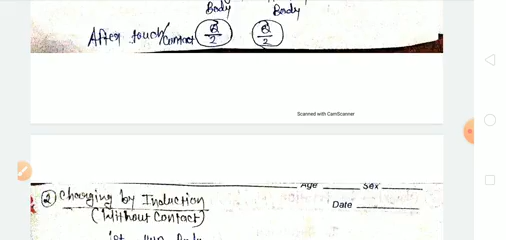 Body Body
After touch/Contact Q/2 Q/2
Scanned with CamScanner
Age Sex
② Charging by Induction
(Without Contact)
Date